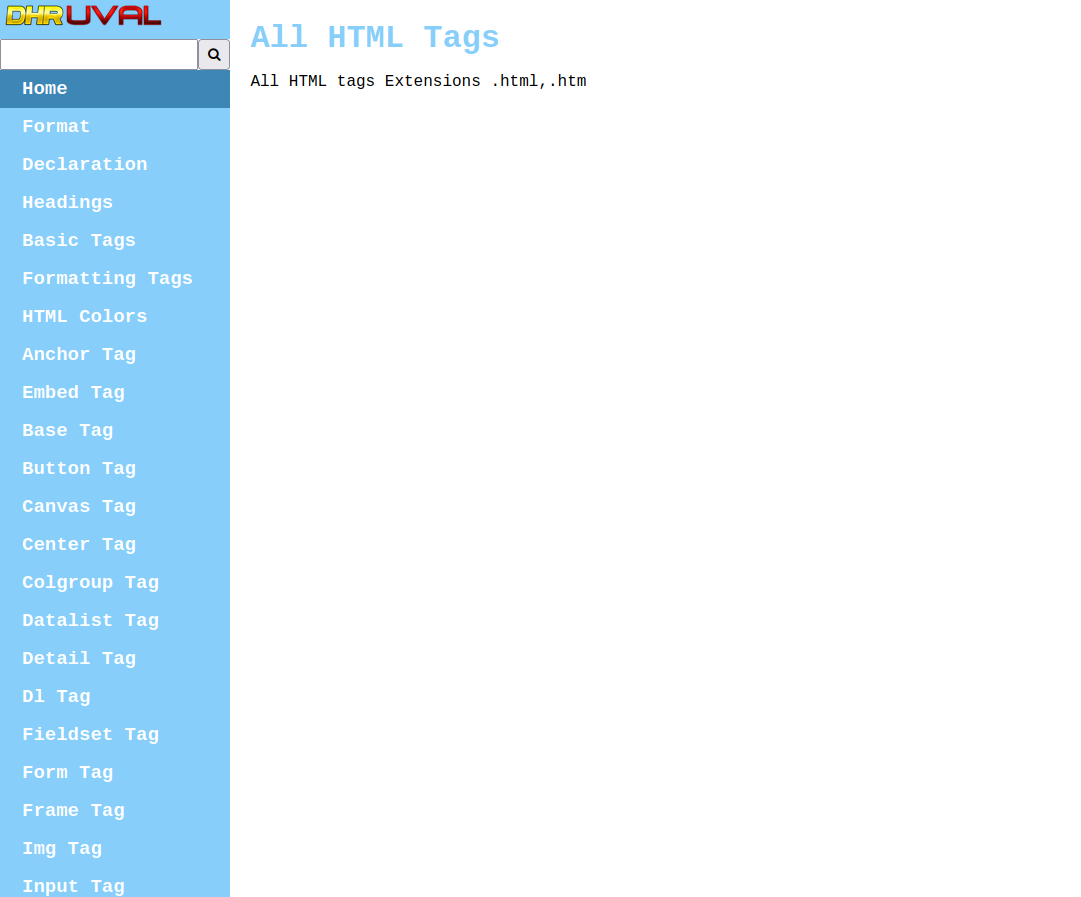 DHRUVAL
Home
Format
Declaration
Headings
Basic Tags
Formatting Tags
HTML Colors
Anchor Tag
Embed Tag
Base Tag
Button Tag
Canvas Tag
Center Tag
Colgroup Tag
Datalist Tag
Detail Tag
Dl Tag
Fieldset Tag
Form Tag
Frame Tag
Img Tag
Input Tag
All HTML Tags
All HTML tags Extensions .html,.htm